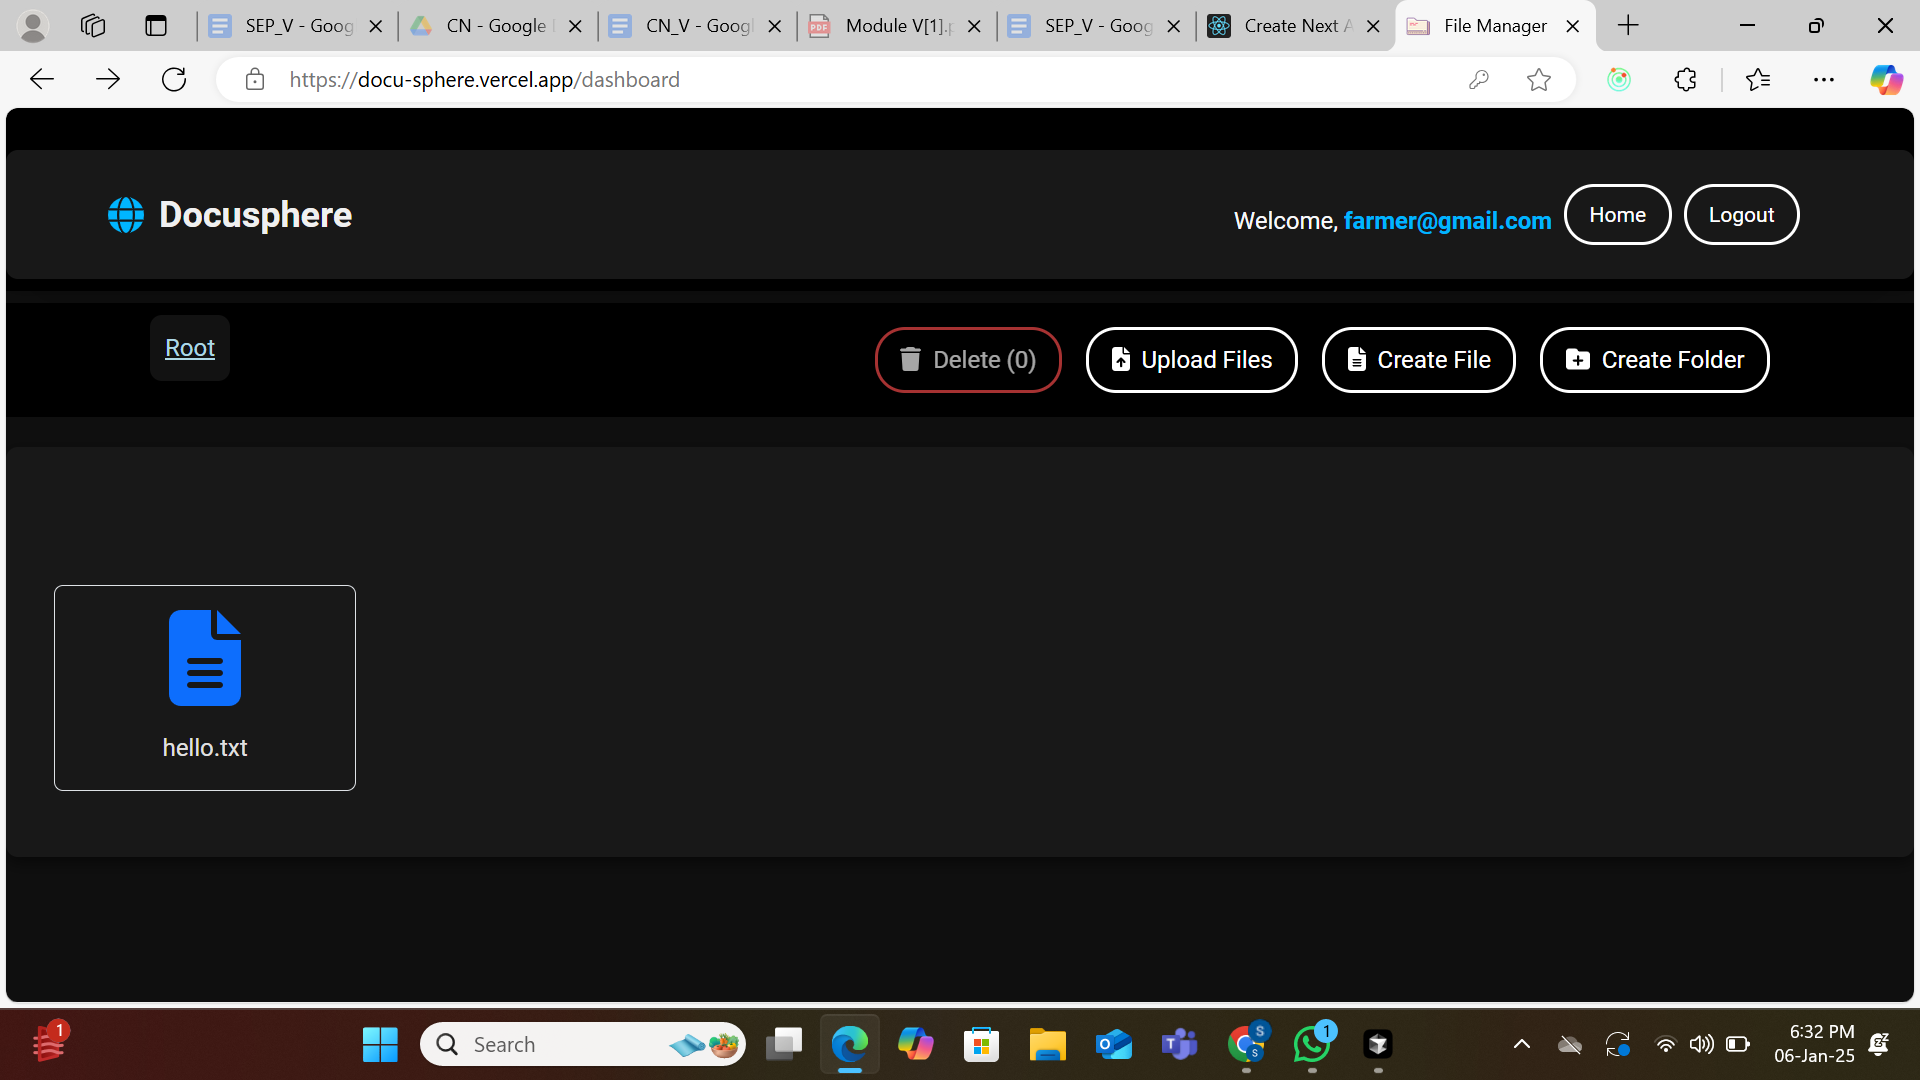 SEP_V - Goog
CN - Google
CN_V - Googl
Module V[1].p
SEP_V - Goog
Create Next A
File Manager
https://docu-sphere.vercel.app/dashboard
Docusphere
Welcome, farmer@gmail.com
Home
Logout
Root
Delete (0)
Upload Files
Create File
Create Folder
hello.txt
1
Search
S
S
1
6:32 PM
06-Jan-25